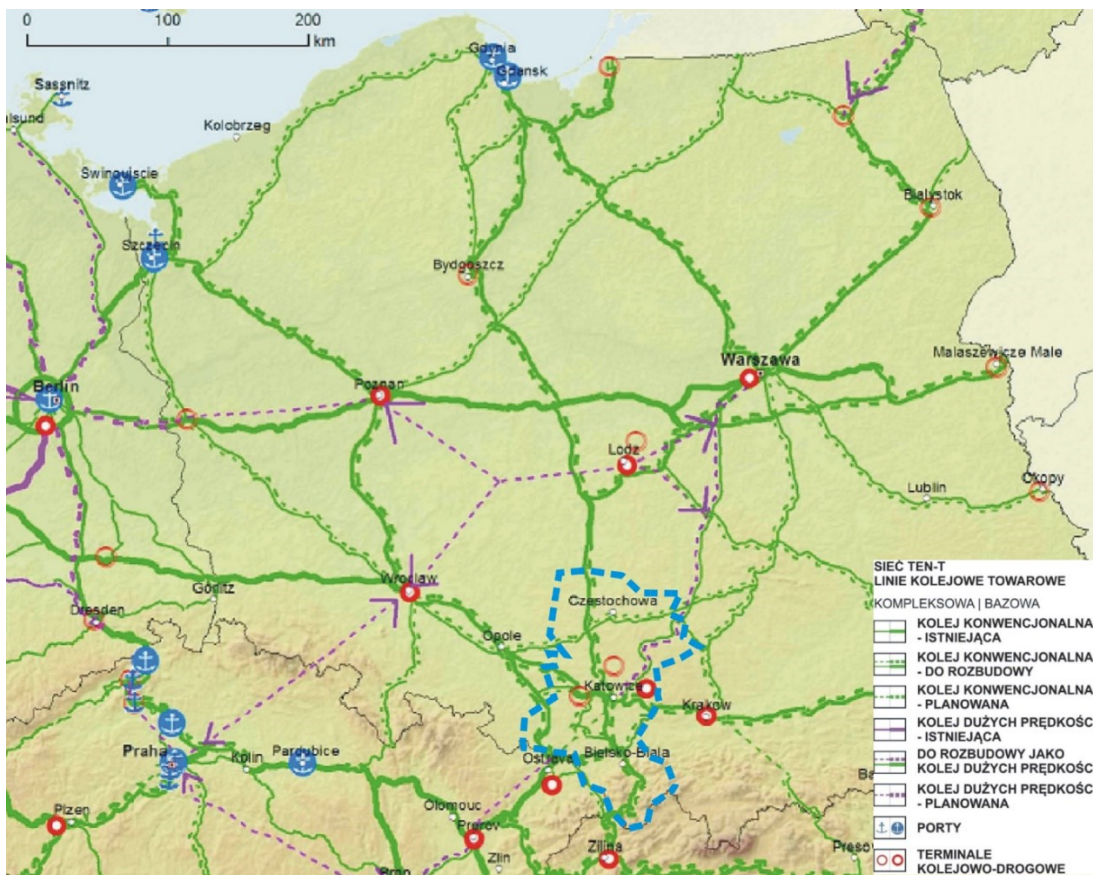 0 100 200
km
Gdynia
Gdansk
Sassnitz
Kolobrzeg
Swinoujscie
Bialystok
Szczecin
Bydgoszcz
Malaszewicze Male
Warszawa
Berlin
Poznan
Lodz
Lublin
Okopy
Wroclaw
Görlitz
Dresden
Częstochowa
Opole
Katowice
Krakow
Praha
Kolin
Pardubice
Ostrava
Bielsko-Biala
Plzen
Olomouc
Prerov
Zlin
Zilina
Brno
Presov
SIEĆ TEN-T
LINIE KOLEJOWE TOWAROWE
KOMPLEKSOWA | BAZOWA
KOLEJ KONWENCJONALNA
- ISTNIEJĄCA
KOLEJ KONWENCJONALNA
- DO ROZBUDOWY
KOLEJ KONWENCJONALNA
- PLANOWANA
KOLEJ DUŻYCH PRĘDKOŚC
- ISTNIEJĄCA
DO ROZBUDOWY JAKO
KOLEJ DUŻYCH PRĘDKOŚC
KOLEJ DUŻYCH PRĘDKOŚC
- PLANOWANA
PORTY
TERMINALE
KOLEJOWO-DROGOWE